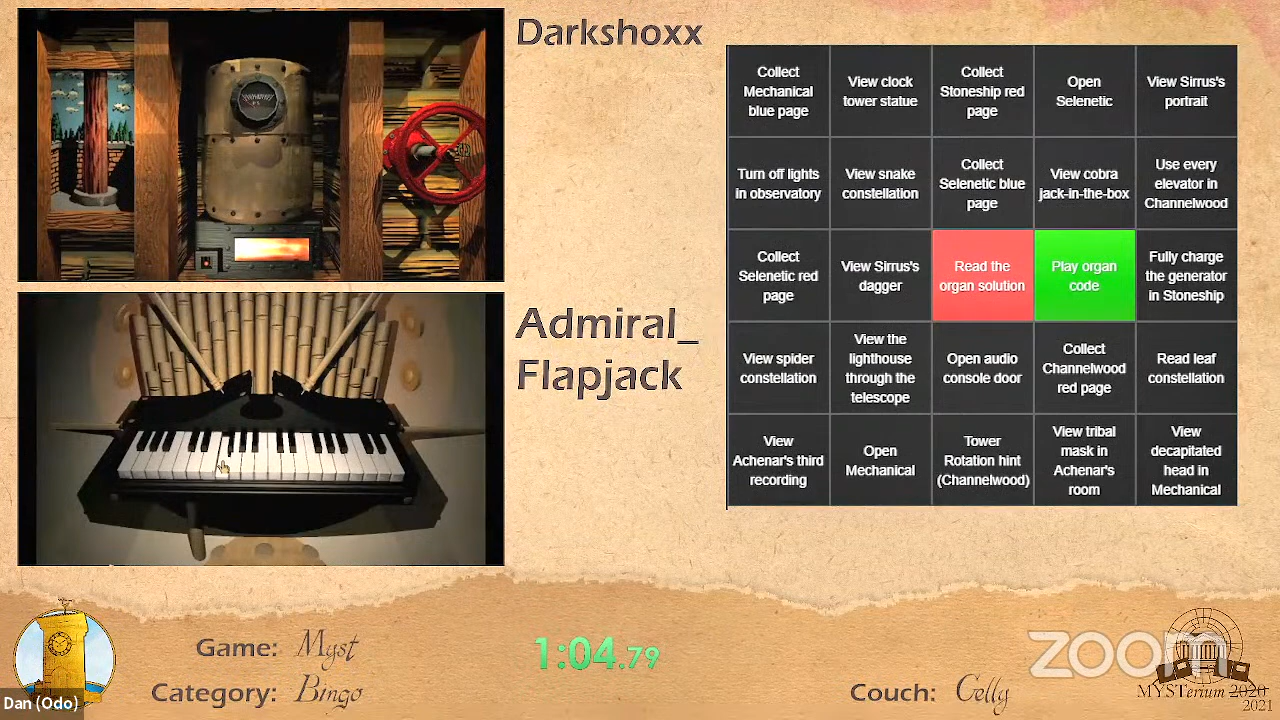 Darkshoxx
Admiral_
Flapjack
Collect
Mechanical
blue page
View clock
tower statue
Collect
Stoneship red
page
Open
Selenetic
View Sirrus's
portrait
Turn off lights
in observatory
View snake
constellation
Collect
Selenetic blue
page
View cobra
jack-in-the-box
Use every
elevator in
Channelwood
Collect
Selenetic red
page
View Sirrus's
dagger
Read the
organ solution
Play organ
code
Fully charge
the generator
in Stoneship
View spider
constellation
View the
lighthouse
through the
telescope
Open audio
console door
Collect
Channelwood
red page
Read leaf
constellation
View
Achenar's third
recording
Open
Mechanical
Tower
Rotation hint
(Channelwood)
View tribal
mask in
Achenar's
room
View
decapitated
head in
Mechanical
Game: Myst
Category: Bingo
1:04.79
Couch: Gelly
zoom
MYSTerium 2020
2021
Dan (Odo)